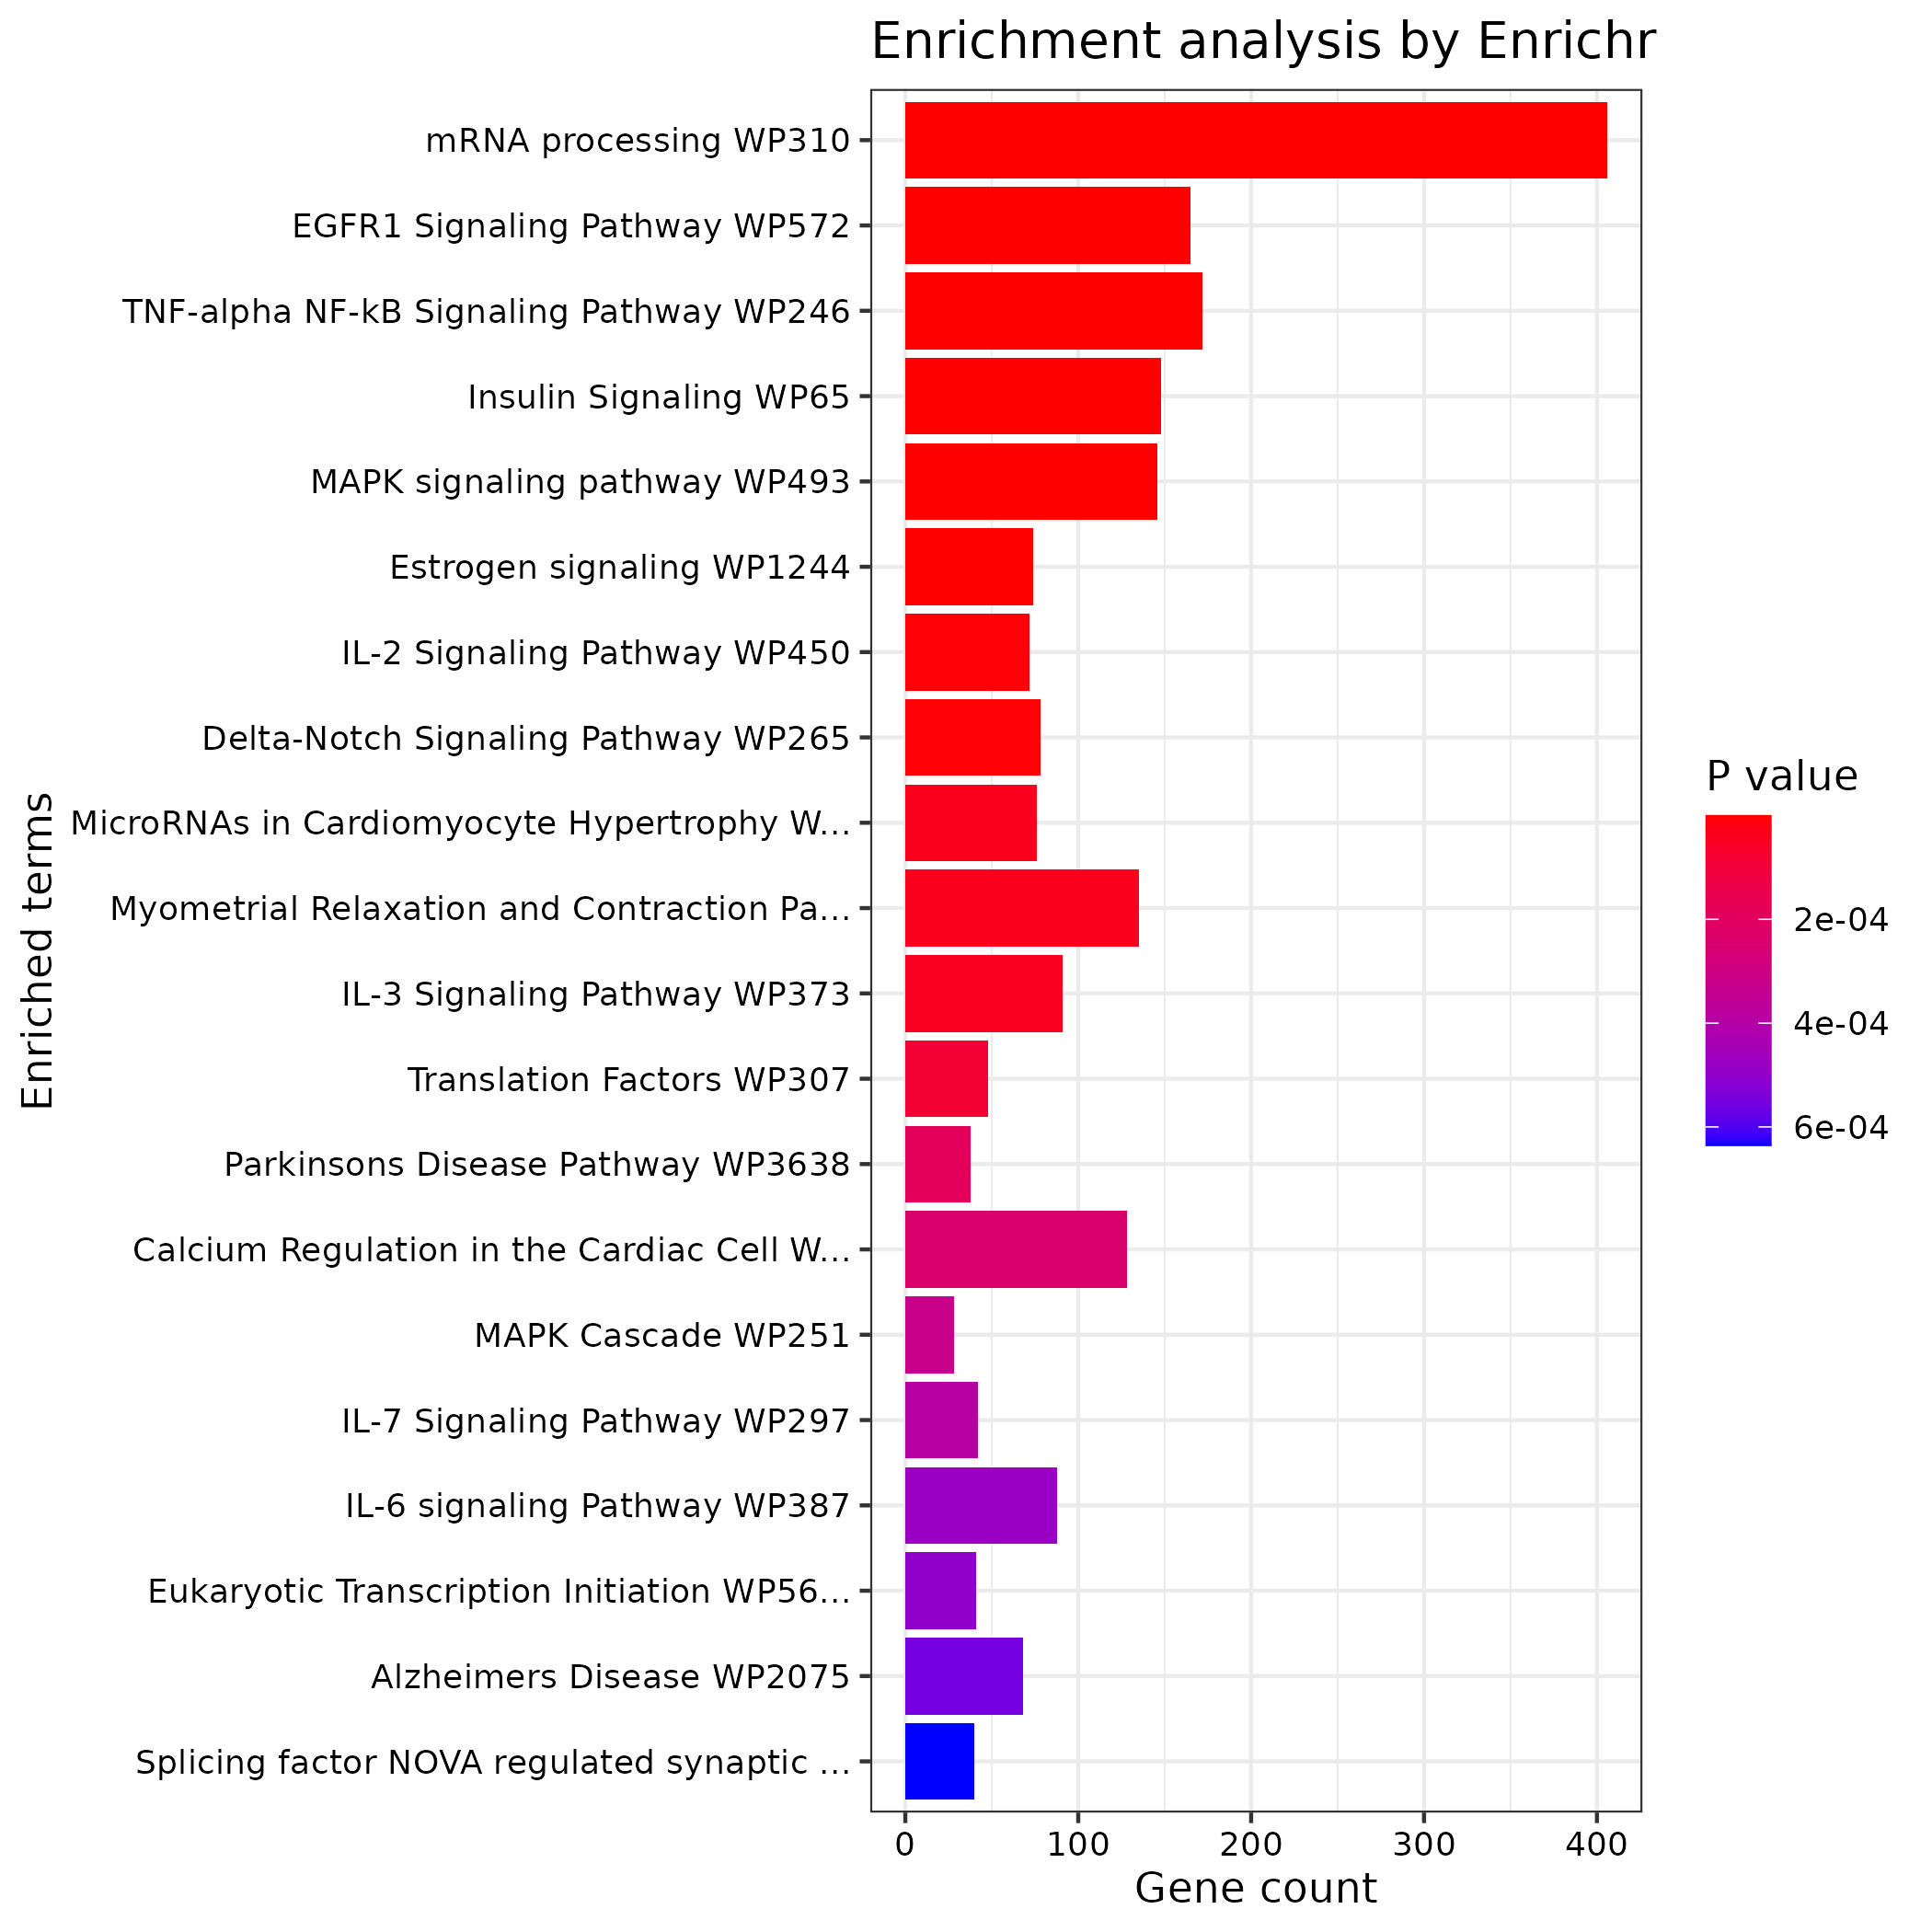 Enrichment analysis by Enrichr
mRNA processing WP310
EGFR1 Signaling Pathway WP572
TNF-alpha NF-kB Signaling Pathway WP246
Insulin Signaling WP65
MAPK signaling pathway WP493
Estrogen signaling WP1244
IL-2 Signaling Pathway WP450
Delta-Notch Signaling Pathway WP265
MicroRNAs in Cardiomyocyte Hypertrophy W...
Myometrial Relaxation and Contraction Pa...
IL-3 Signaling Pathway WP373
Translation Factors WP307
Parkinsons Disease Pathway WP3638
Calcium Regulation in the Cardiac Cell W...
MAPK Cascade WP251
IL-7 Signaling Pathway WP297
IL-6 signaling Pathway WP387
Eukaryotic Transcription Initiation WP56...
Alzheimers Disease WP2075
Splicing factor NOVA regulated synaptic ...
Enriched terms
0 100 200 300 400
Gene count
P value
2e-04
4e-04
6e-04